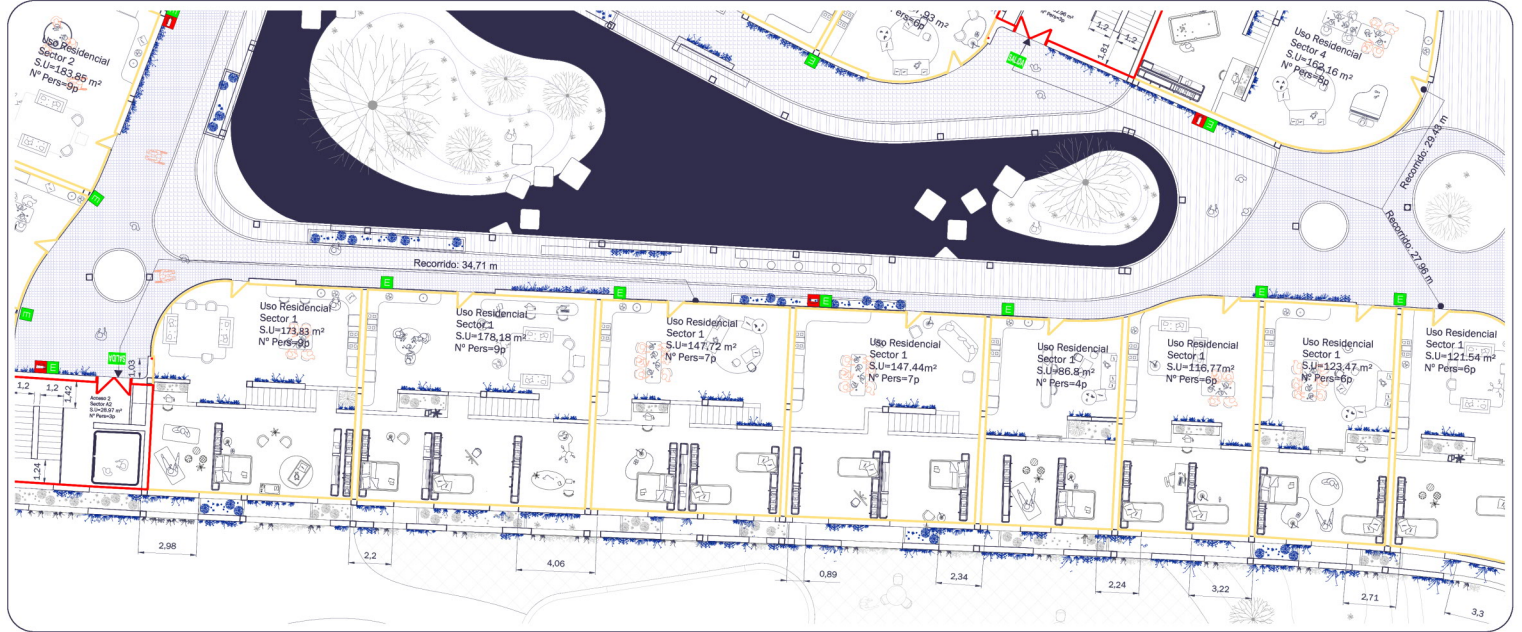 Uso Residencial
Sector 2
S.U=183,85 m²
Nº Pers=9p
E
E
E
E
Pers=6p
1,2
1,2
1,81
Uso Residencial
Sector 4
S.U=162,16 m²
Nº Pers=8p
E
E
Recorrido: 29.43 m
Recorrido: 27.96 m
Recorrido: 34,71 m
E
E
E
E
E
E
Uso Residencial
Sector 1
S.U=173,83 m²
Nº Pers=9p
Uso Residencial
Sector 1
S.U=178,18 m²
Nº Pers=9p
Uso Residencial
Sector 1
S.U=147,72 m²
Nº Pers=7p
Uso Residencial
Sector 1
S.U=147.44m²
Nº Pers=7p
Uso Residencial
Sector 1
S.U=86.8 m²
Nº Pers=4p
Uso Residencial
Sector 1
S.U=116,77m²
Nº Pers=6p
Uso Residencial
Sector 1
S.U=123.47 m²
Nº Pers=6p
Uso Residencial
Sector 1
S.U=121.54 m²
Nº Pers=6p
E
1,03
1,2
1,2
1,42
Acceso 2
Sector A2
S.U=28.97 m²
Nº Pers=3p
1,24
2,98
2,2
4,06
0,89
2,34
2,24
3,22
2,71
3,3